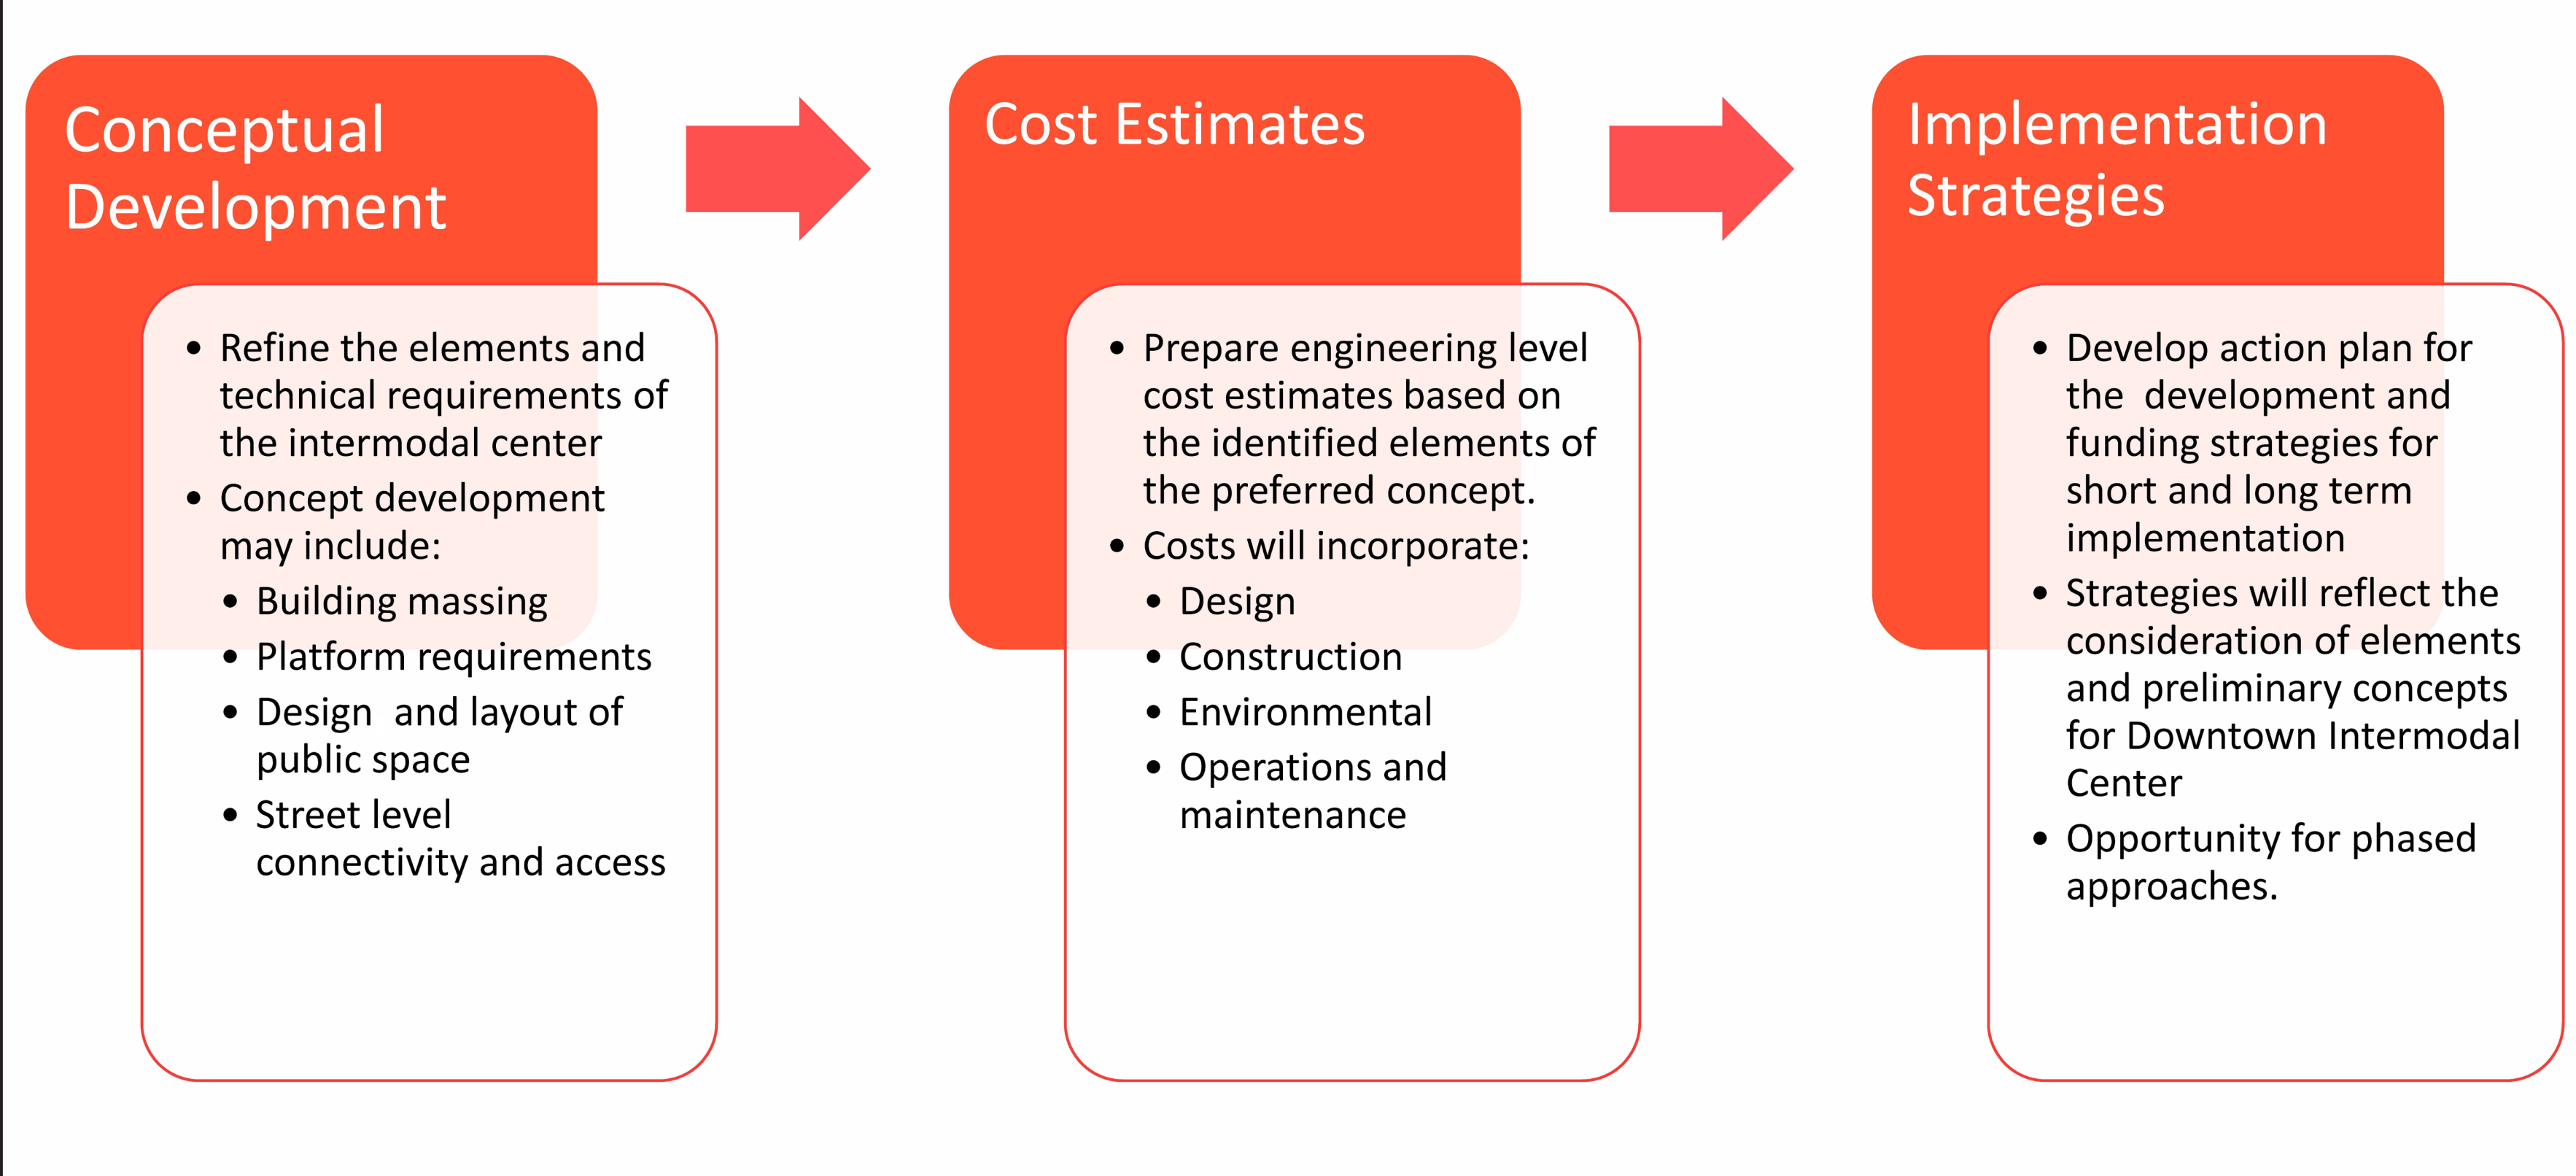 Conceptual
Development
• Refine the elements and
technical requirements of
the intermodal center
• Concept development
may include:
• Building massing
• Platform requirements
• Design  and layout of
public space
• Street level
connectivity and access
Cost Estimates
• Prepare engineering level
cost estimates based on
the identified elements of
the preferred concept.
• Costs will incorporate:
• Design
• Construction
• Environmental
• Operations and
maintenance
Implementation
Strategies
• Develop action plan for
the  development and
funding strategies for
short and long term
implementation
• Strategies will reflect the
consideration of elements
and preliminary concepts
for Downtown Intermodal
Center
• Opportunity for phased
approaches.